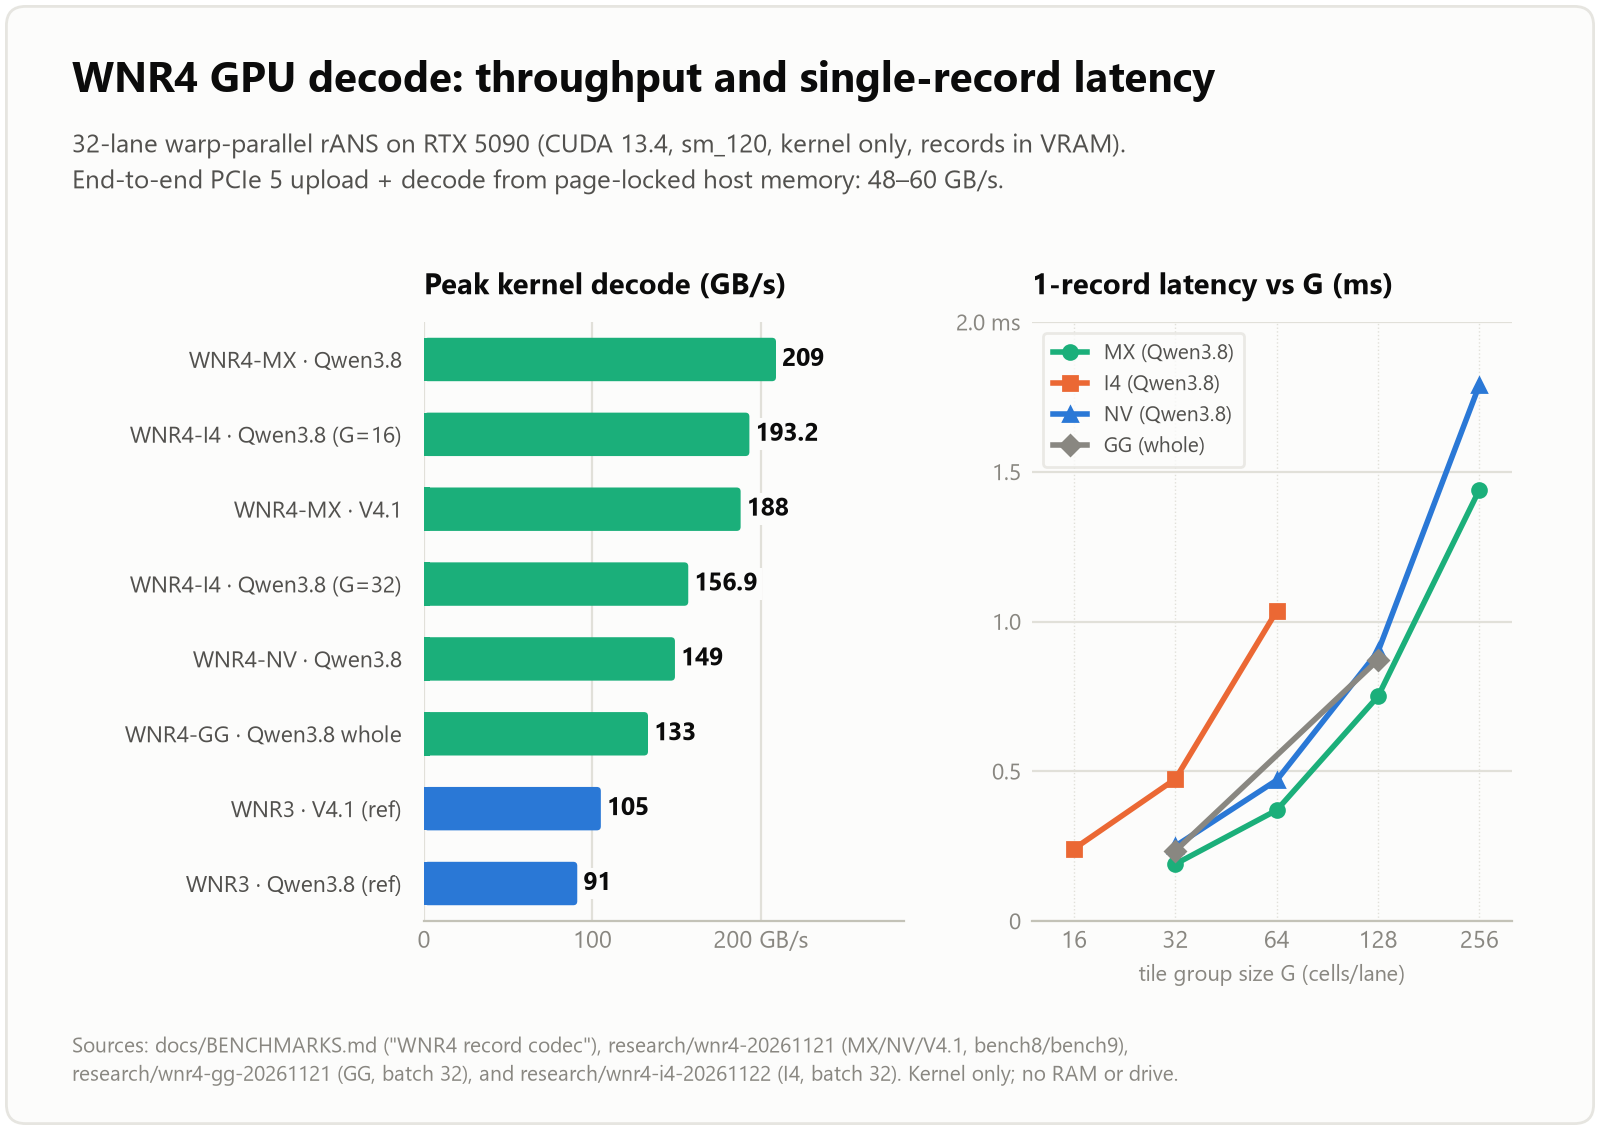 WNR4 GPU decode: throughput and single-record latency
32-lane warp-parallel rANS on RTX 5090 (CUDA 13.4, sm_120, kernel only, records in VRAM).
End-to-end PCIe 5 upload + decode from page-locked host memory: 48–60 GB/s.
Peak kernel decode (GB/s)
WNR4-MX · Qwen3.8
209
WNR4-I4 · Qwen3.8 (G=16)
193.2
WNR4-MX · V4.1
188
WNR4-I4 · Qwen3.8 (G=32)
156.9
WNR4-NV · Qwen3.8
149
WNR4-GG · Qwen3.8 whole
133
WNR3 · V4.1 (ref)
105
WNR3 · Qwen3.8 (ref)
91
0
100
200 GB/s
1-record latency vs G (ms)
2.0 ms
1.5
1.0
0.5
0
MX (Qwen3.8)
I4 (Qwen3.8)
NV (Qwen3.8)
GG (whole)
16
32
64
128
256
tile group size G (cells/lane)
Sources: docs/BENCHMARKS.md ("WNR4 record codec"), research/wnr4-20261121 (MX/NV/V4.1, bench8/bench9),
research/wnr4-gg-20261121 (GG, batch 32), and research/wnr4-i4-20261122 (I4, batch 32). Kernel only; no RAM or drive.